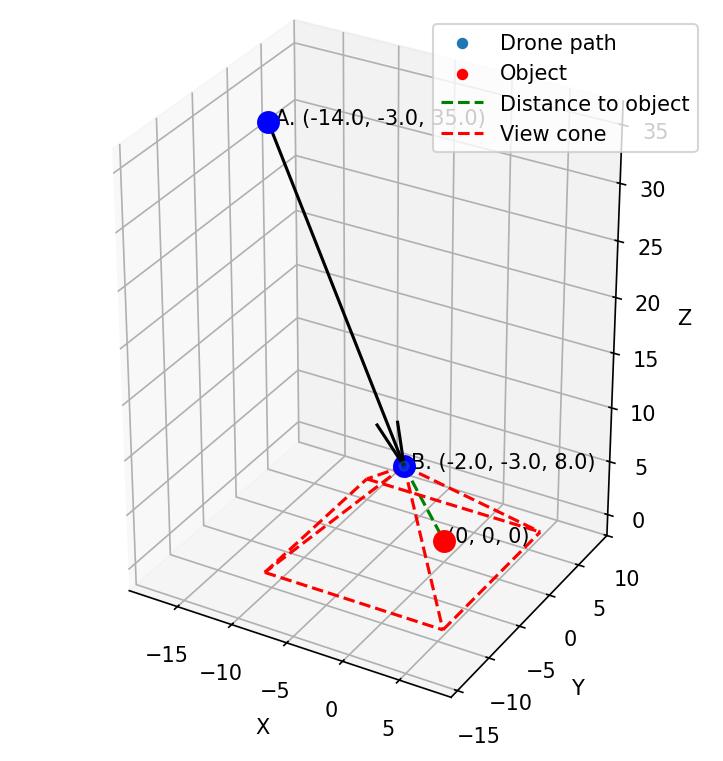 Drone path
Object
Distance to object
View cone
A. (-14.0, -3.0, 35.0)
35
30
25
20
15
10
5
0
Z
B. (-2.0, -3.0, 8.0)
(0, 0, 0)
10
5
0
−5
−10
−15
Y
−15
−10
−5
0
5
X